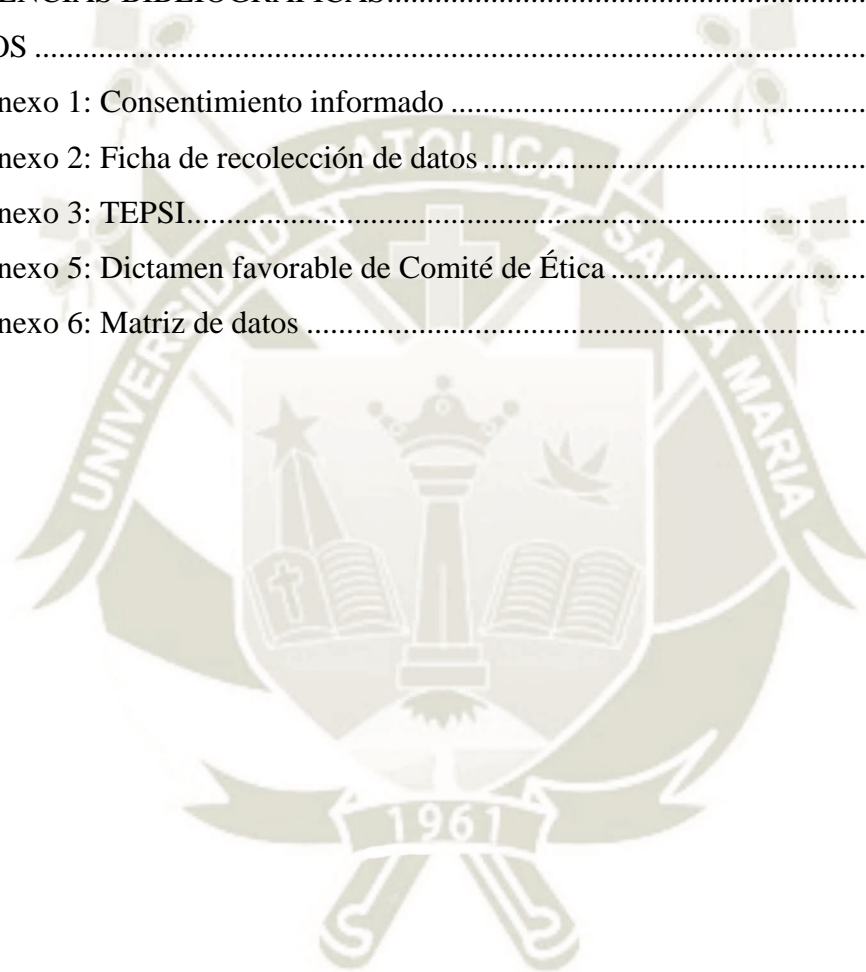 ENCIAS BIBLIOGRÁFICAS....................................................................
OS ..............................................................................................................
nexo 1: Consentimiento informado .......................................................
nexo 2: Ficha de recolección de datos ...................................................
nexo 3: TEPSI.........................................................................................
nexo 5: Dictamen favorable de Comité de Ética ...................................
nexo 6: Matriz de datos .........................................................................
UNIVERSIDAD CATOLICA SANTA MARIA
1961